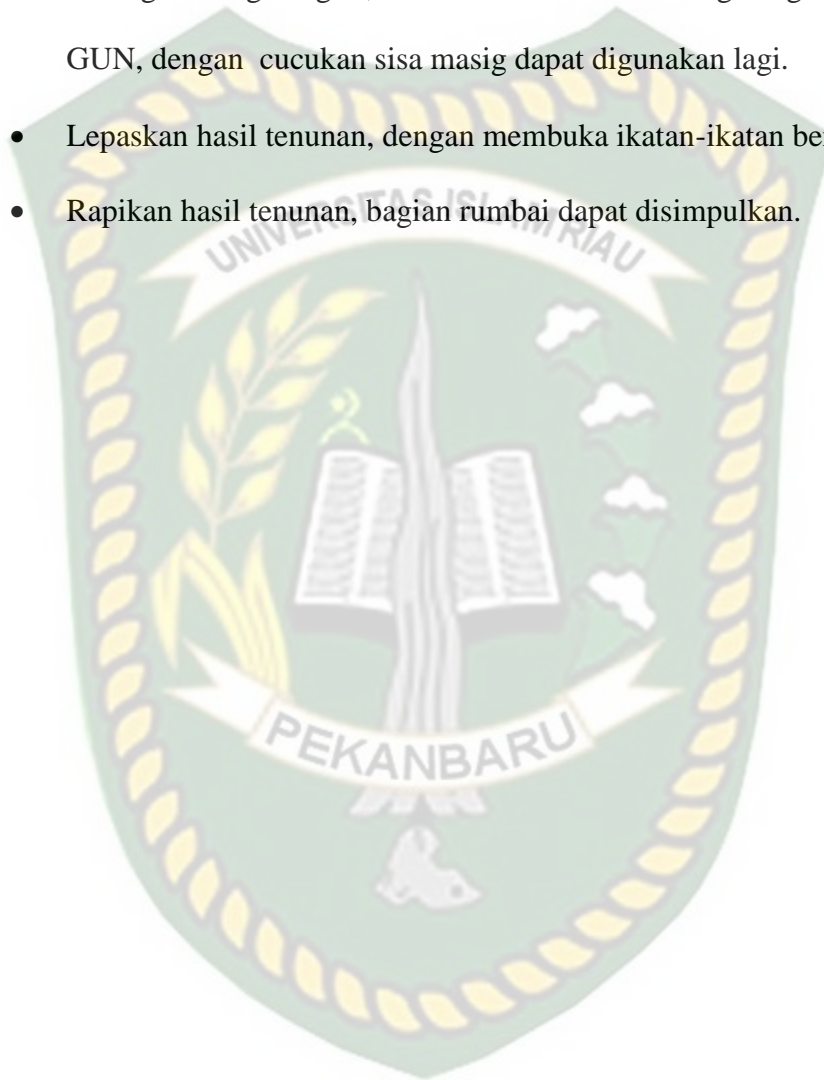 GUN, dengan cucukan sisa masig dapat digunakan lagi.
• Lepaskan hasil tenunan, dengan membuka ikatan-ikatan
• Rapikan hasil tenunan, bagian rumbai dapat disimpulkan.
UNIVERSITAS ISLAM RIAU
PEKANBARU